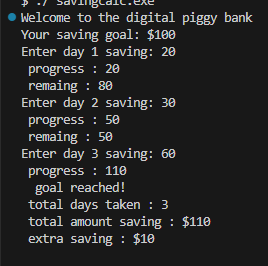 $ ./ savingcalc.exe
Welcome to the digital piggy bank
Your saving goal: $100
Enter day 1 saving: 20
progress : 20
remaing : 80
Enter day 2 saving: 30
progress : 50
remaing : 50
Enter day 3 saving: 60
progress : 110
goal reached!
total days taken : 3
total amount saving : $110
extra saving : $10